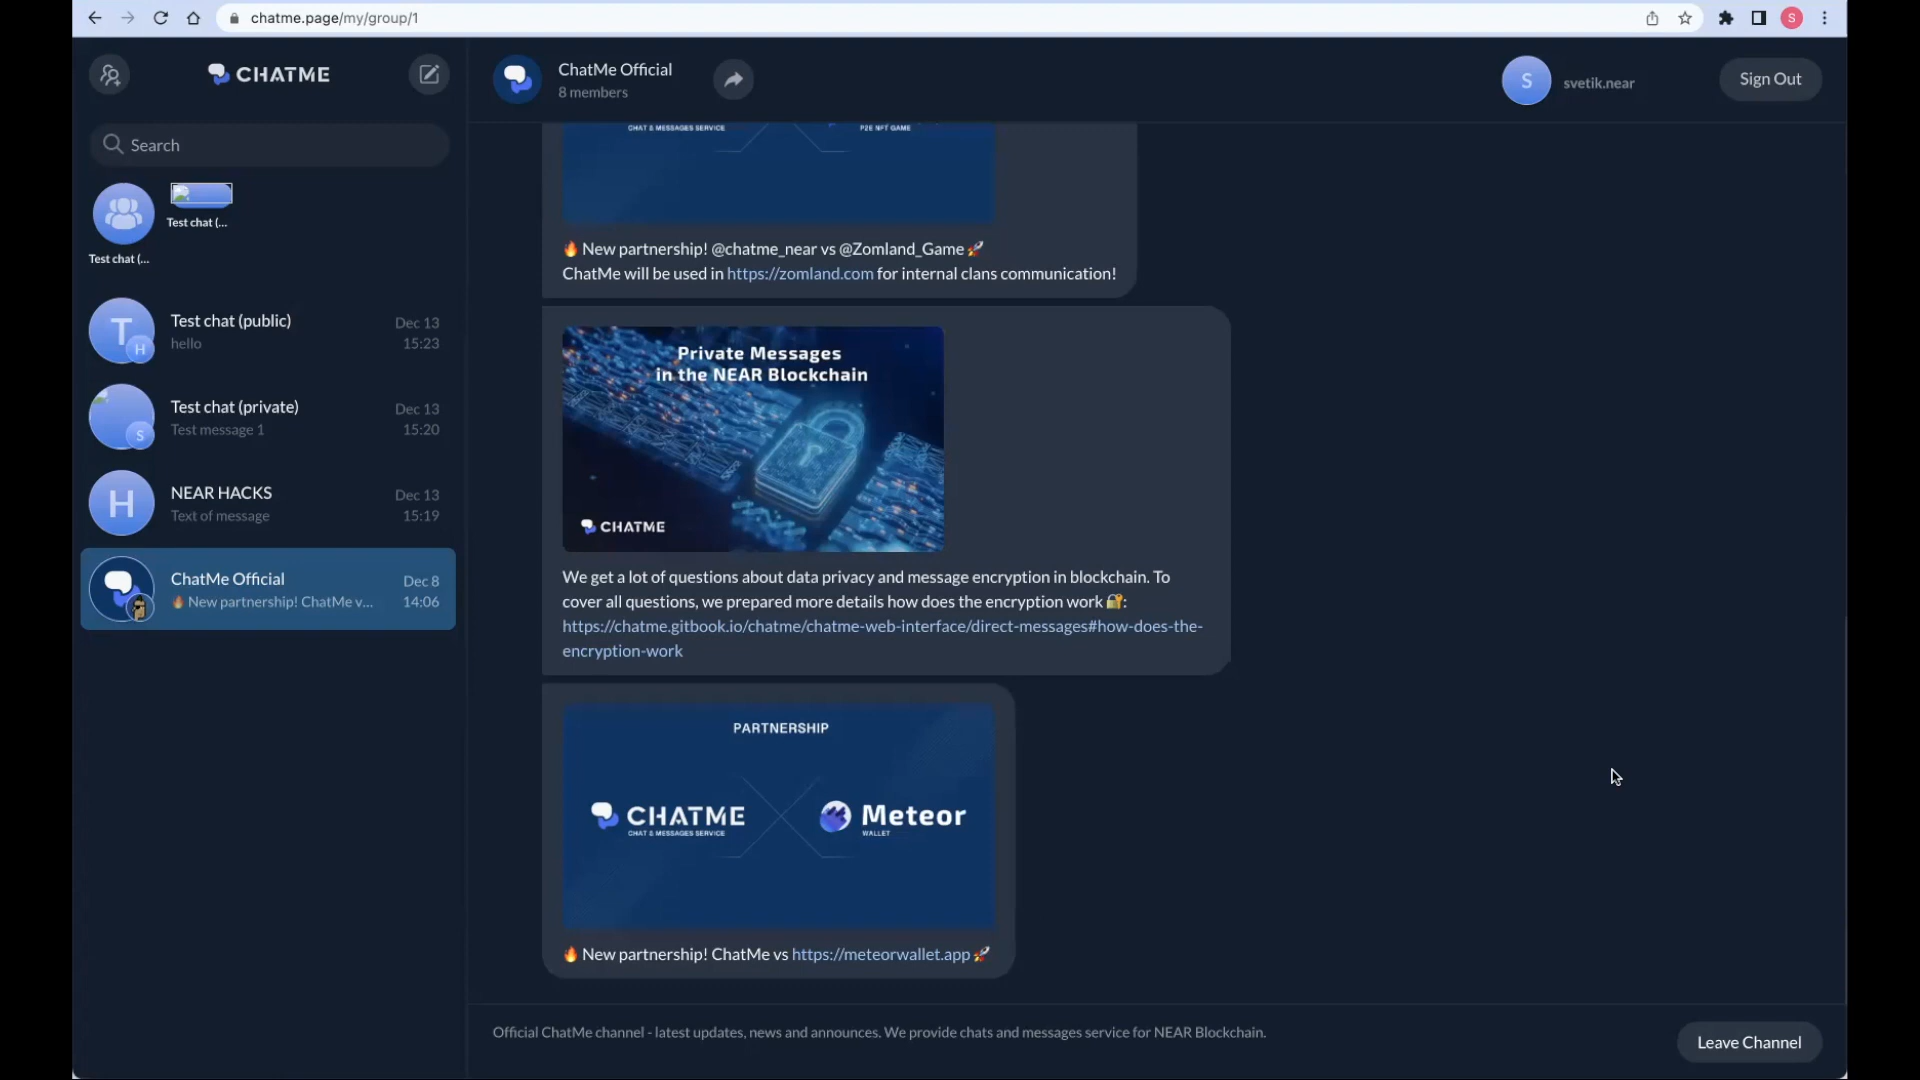 chatme.page/my/group/1
S
CHATME
Search
Test chat (...
Test chat (...
T
H
Test chat (public)
Dec 13
hello
15:23
S
Test chat (private)
Dec 13
Test message 1
15:20
H
NEAR HACKS
Dec 13
Text of message
15:19
ChatMe Official
Dec 8
🔥 New partnership! ChatMe v...
14:06
ChatMe Official
8 members
S
svetik.near
Sign Out
CHAT & MESSAGES SERVICE
P2E NFT GAME
🔥 New partnership! @chatme_near vs @Zomland_Game 🚀
ChatMe will be used in https://zomland.com for internal clans communication!
Private Messages
in the NEAR Blockchain
CHATME
We get a lot of questions about data privacy and message encryption in blockchain. To
cover all questions, we prepared more details how does the encryption work 🔐:
https://chatme.gitbook.io/chatme/chatme-web-interface/direct-messages#how-does-the-
encryption-work
PARTNERSHIP
CHATME
CHAT & MESSAGES SERVICE
Meteor
WALLET
🔥 New partnership! ChatMe vs https://meteorwallet.app 🚀
Official ChatMe channel - latest updates, news and announces. We provide chats and messages service for NEAR Blockchain.
Leave Channel